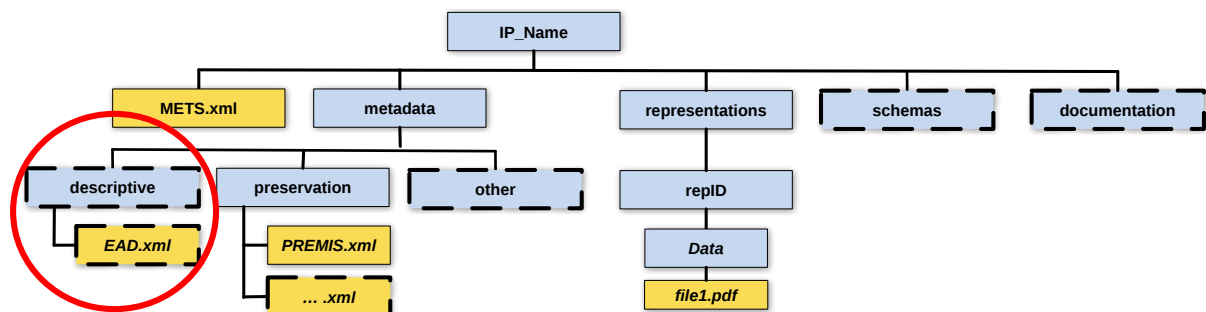 IP_Name
METS.xml
metadata
representations
schemas
documentation
descriptive
preservation
other
repID
EAD.xml
PREMIS.xml
Data
... .xml
file1.pdf